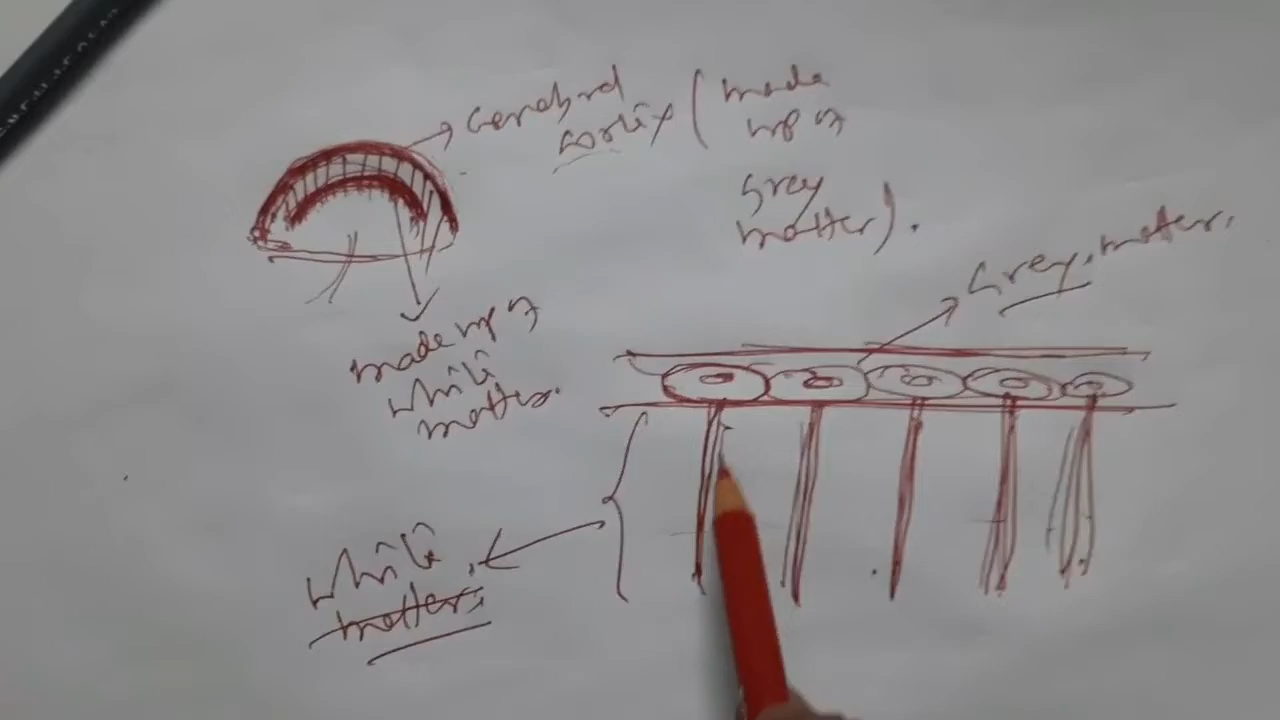 Cerebral
cortex (made
up of
Grey
matter).
made up of
white
matter.
Grey, matter.
white
matter.